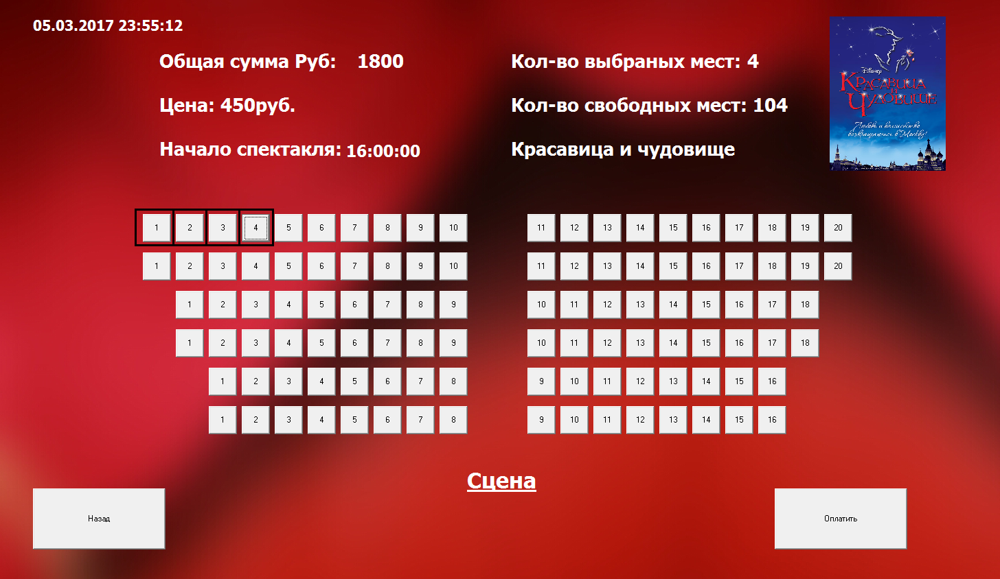 05.03.2017 23:55:12
Общая сумма Руб: 1800
Кол-во выбраных мест: 4
Цена: 450руб.
Кол-во свободных мест: 104
Начало спектакля: 16:00:00
Красавица и чудовище
Disney
Красавица
и
Чудовище
Любовь и волшебство
возвращаются в Москву!
1 2 3 4 5 6 7 8 9 10 11 12 13 14 15 16 17 18 19 20
1 2 3 4 5 6 7 8 9 10 11 12 13 14 15 16 17 18 19 20
1 2 3 4 5 6 7 8 9 10 11 12 13 14 15 16 17 18
1 2 3 4 5 6 7 8 9 10 11 12 13 14 15 16 17 18
1 2 3 4 5 6 7 8 9 10 11 12 13 14 15 16
1 2 3 4 5 6 7 8 9 10 11 12 13 14 15 16
Сцена
Назад
Оплатить